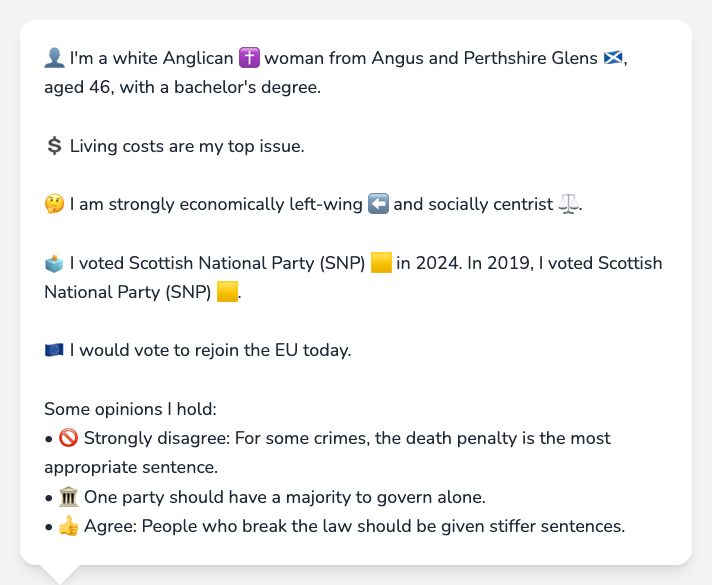 👤 I'm a white Anglican ✝️ woman from Angus and Perthshire Glens 🏴󠁧󠁢󠁳󠁣󠁴󠁿,
aged 46, with a bachelor's degree.
💲 Living costs are my top issue.
🤔 I am strongly economically left-wing ⬅️ and socially centrist ⚖️.
🗳️ I voted Scottish National Party (SNP) 🟨 in 2024. In 2019, I voted Scottish
National Party (SNP) 🟨.
🇪🇺 I would vote to rejoin the EU today.
Some opinions I hold:
• 🚫 Strongly disagree: For some crimes, the death penalty is the most
appropriate sentence.
• 🏛️ One party should have a majority to govern alone.
• 👍 Agree: People who break the law should be given stiffer sentences.